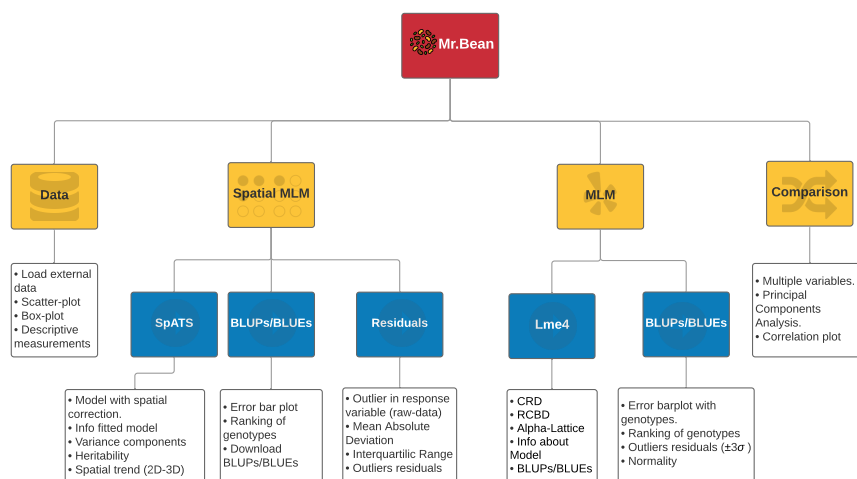 Mr.Bean
Data
Spatial MLM
MLM
Comparison
• Load external
data
• Scatter-plot
• Box-plot
• Descriptive
measurements
SpATS
BLUPs/BLUEs
Residuals
Lme4
BLUPs/BLUEs
• Multiple variables.
• Principal
Components
Analysis.
• Correlation plot
• Model with spatial
correction.
• Info fitted model
• Variance components
• Heritability
• Spatial trend (2D-3D)
• Error bar plot
• Ranking of
genotypes
• Download
BLUPs/BLUEs
• Outlier in response
variable (raw-data)
• Mean Absolute
Deviation
• Interquartilic Range
• Outliers residuals
• CRD
• RCBD
• Alpha-Lattice
• Info about
Model
• BLUPs/BLUEs
• Error barplot with
genotypes.
• Ranking of genotypes
• Outliers residuals (±3σ )
• Normality